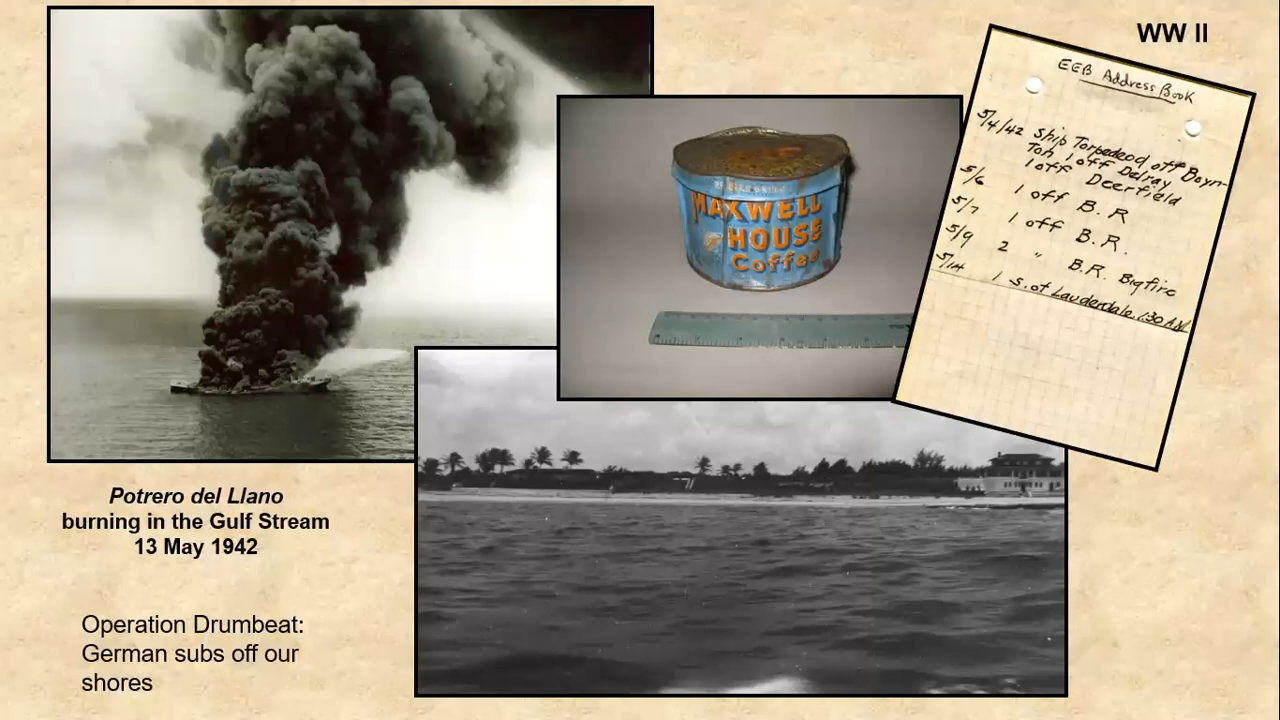 WW II
EEB Address Book
5/4/42 Ship Torpedeod off Boyn-
ton 1 off Delray
1 off Deerfield
5/6 1 off B.R
5/7 1 off B.R.
5/9 2 " B.R. Big fire
5/14 1 S. of Lauderdale 1:30 AM
MAXWELL
HOUSE
Coffee
Potrero del Llano
burning in the Gulf Stream
13 May 1942
Operation Drumbeat:
German subs off our
shores